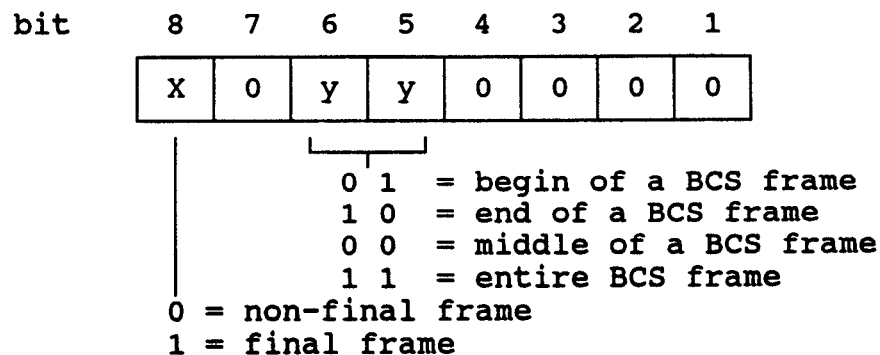 bit 8 7 6 5 4 3 2 1
X 0 y y 0 0 0 0
0 1 = begin of a BCS frame
1 0 = end of a BCS frame
0 0 = middle of a BCS frame
1 1 = entire BCS frame
0 = non-final frame
1 = final frame